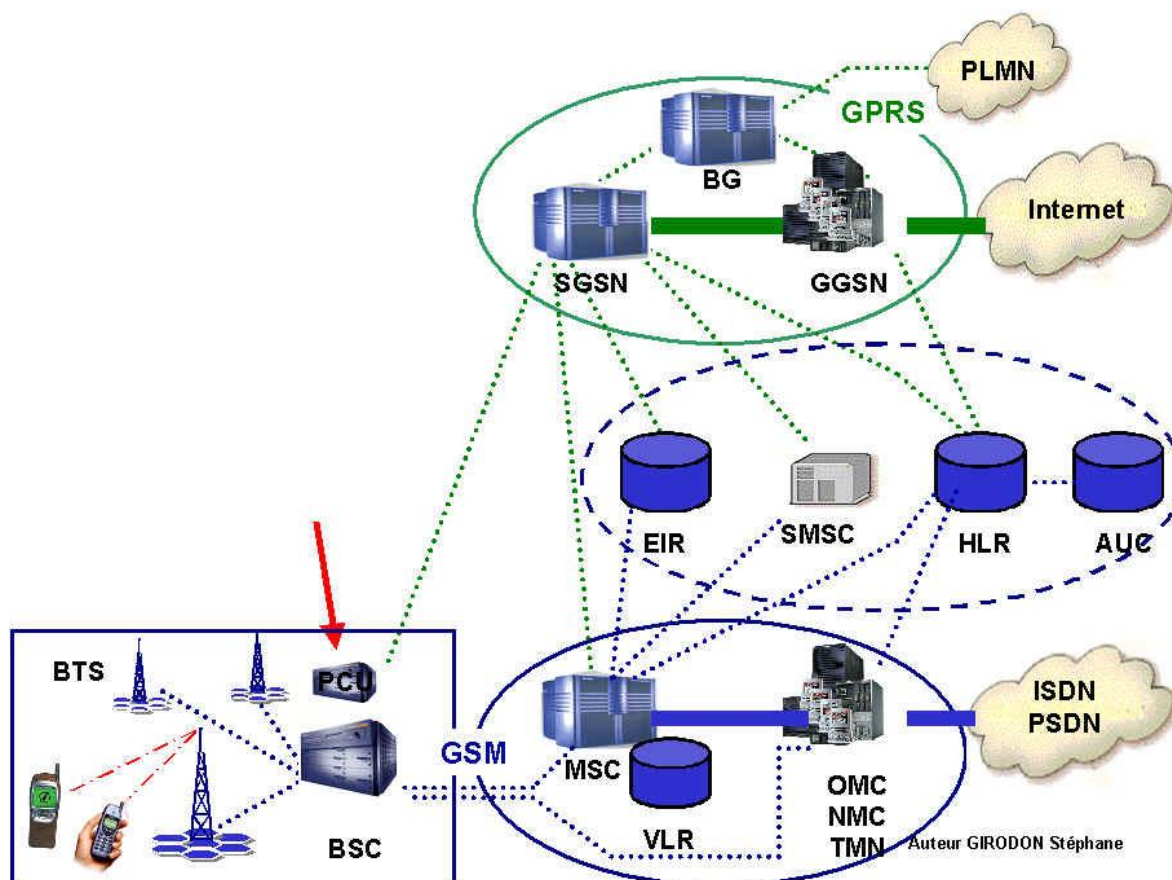 PLMN
GPRS
BG
Internet
SGSN
GGSN
EIR
SMSC
HLR
AUC
BTS
PCU
BSC
GSM
MSC
VLR
OMC
NMC
TMN
ISDN
PSDN
Auteur GIRODON Stéphane